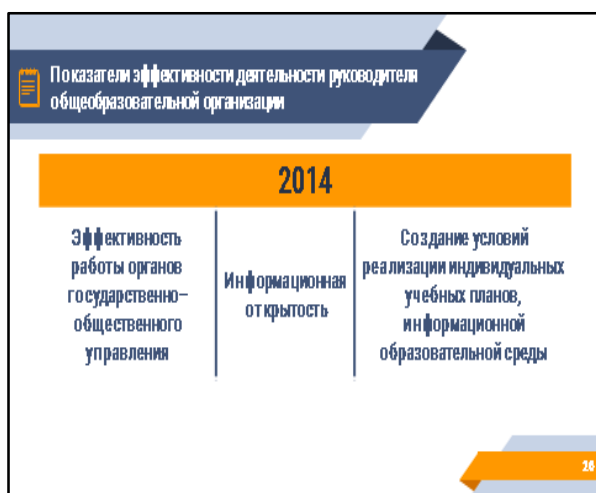 Показатели эффективности деятельности руководителя
общеобразовательной организации
2014
Эффективность
работы органов
государственно–
общественного
управления
Информационная
открытость
Создание условий
реализации индивидуальных
учебных планов,
информационной
образовательной среды
26